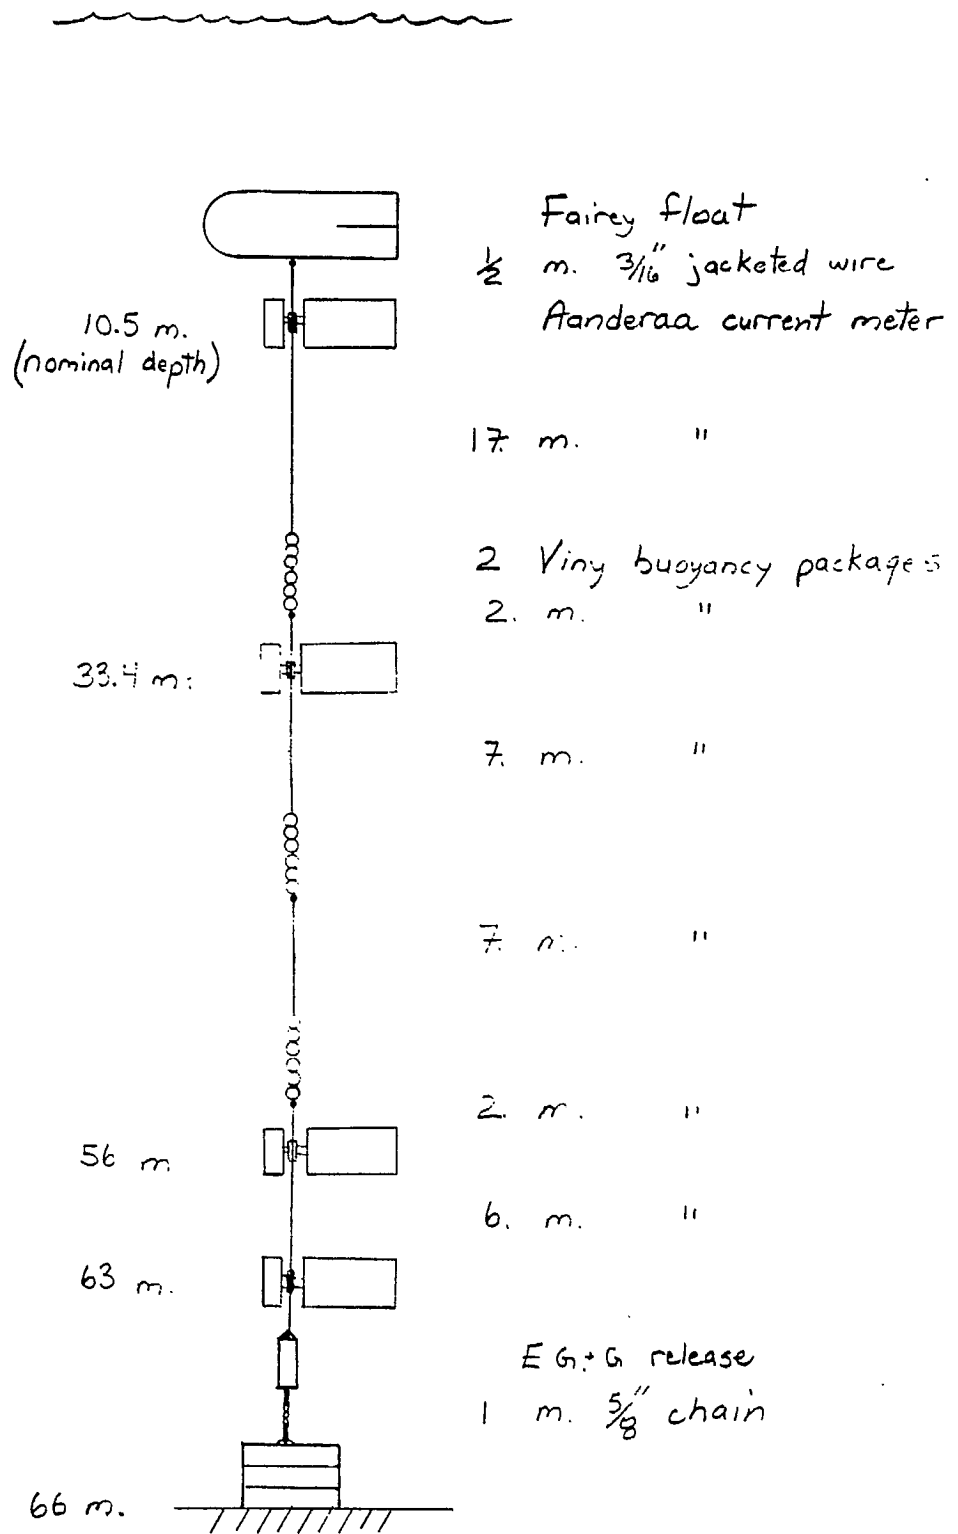 Fairey float
½ m. 3/16" jacketed wire
10.5 m. Aanderaa current meter
(nominal depth)
17. m. "
2 Viny buoyancy packages
2. m. "
33.4 m.
7. m. "
7. m. "
2. m. "
56 m
6. m. "
63 m.
EG+G release
1 m. 5/8" chain
66 m.